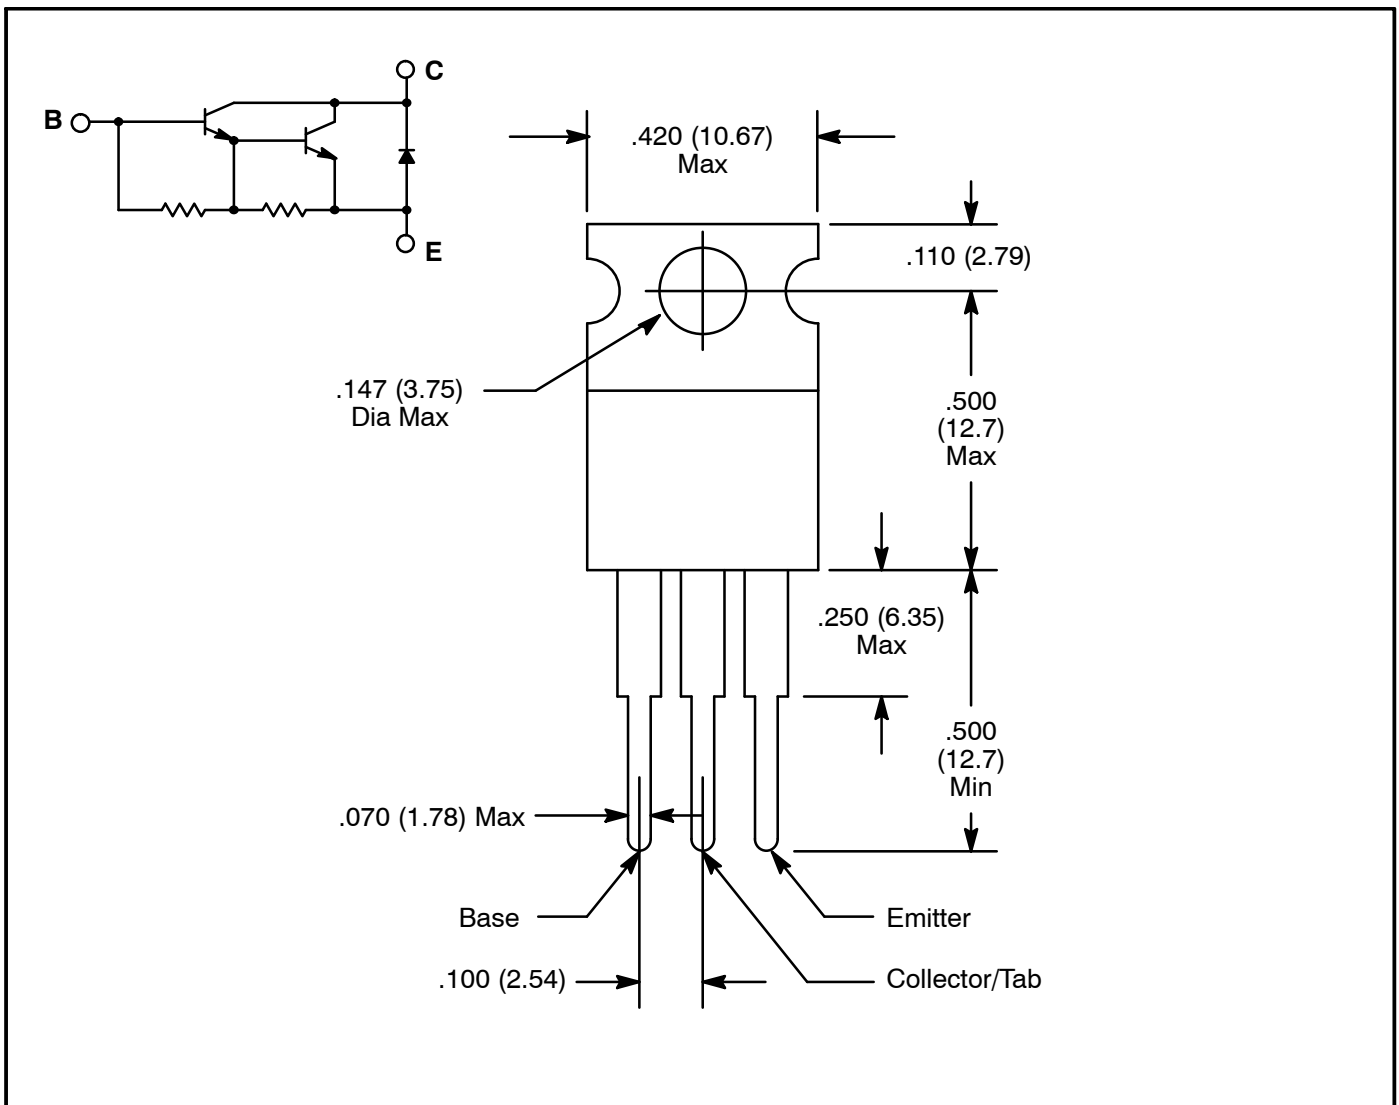 C
B
E
.420 (10.67)
Max
.110 (2.79)
.147 (3.75)
Dia Max
.500
(12.7)
Max
.250 (6.35)
Max
.500
(12.7)
Min
.070 (1.78) Max
Base
Emitter
.100 (2.54)
Collector/Tab